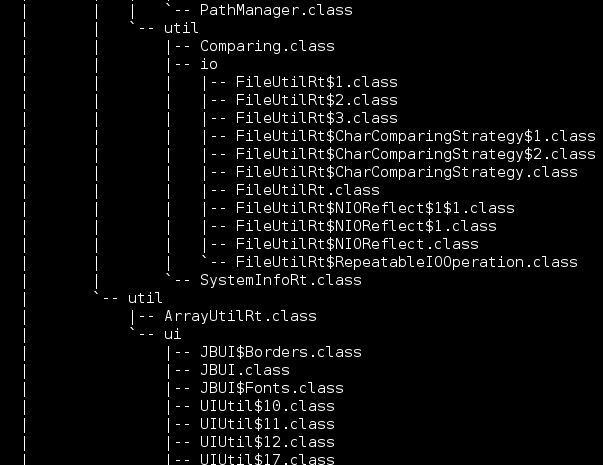 |       |   |   `-- PathManager.class
|       |   `-- util
|       |       |-- Comparing.class
|       |       |-- io
|       |       |   |-- FileUtilRt$1.class
|       |       |   |-- FileUtilRt$2.class
|       |       |   |-- FileUtilRt$3.class
|       |       |   |-- FileUtilRt$CharComparingStrategy$1.class
|       |       |   |-- FileUtilRt$CharComparingStrategy$2.class
|       |       |   |-- FileUtilRt$CharComparingStrategy.class
|       |       |   |-- FileUtilRt.class
|       |       |   |-- FileUtilRt$NIOReflect$1$1.class
|       |       |   |-- FileUtilRt$NIOReflect$1.class
|       |       |   |-- FileUtilRt$NIOReflect.class
|       |       |   `-- FileUtilRt$RepeatableIOOperation.class
|       |       `-- SystemInfoRt.class
|       `-- util
|           |-- ArrayUtilRt.class
|           `-- ui
|               |-- JBUI$Borders.class
|               |-- JBUI.class
|               |-- JBUI$Fonts.class
|               |-- UIUtil$10.class
|               |-- UIUtil$11.class
|               |-- UIUtil$12.class
|               |-- UIUtil$17.class